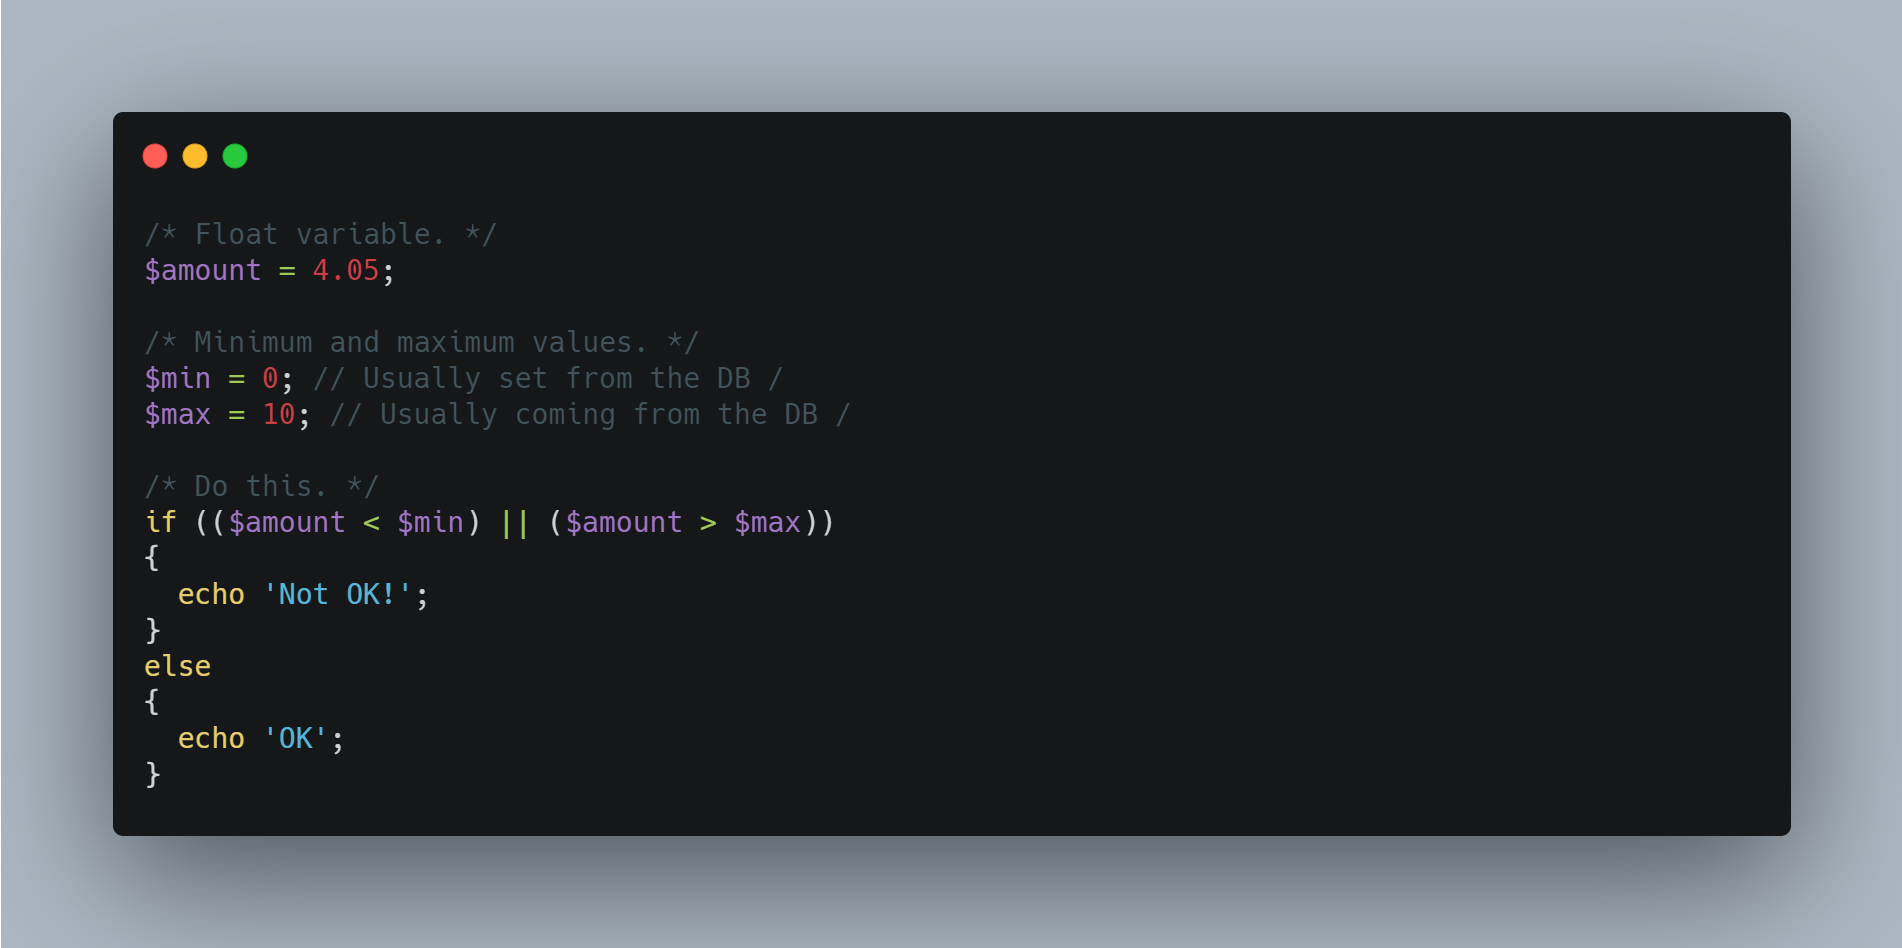 /* Float variable. */
$amount = 4.05;
/* Minimum and maximum values. */
$min = 0; // Usually set from the DB /
$max = 10; // Usually coming from the DB /
/* Do this. */
if (($amount < $min) || ($amount > $max))
{
  echo 'Not OK!';
}
else
{
  echo 'OK';
}